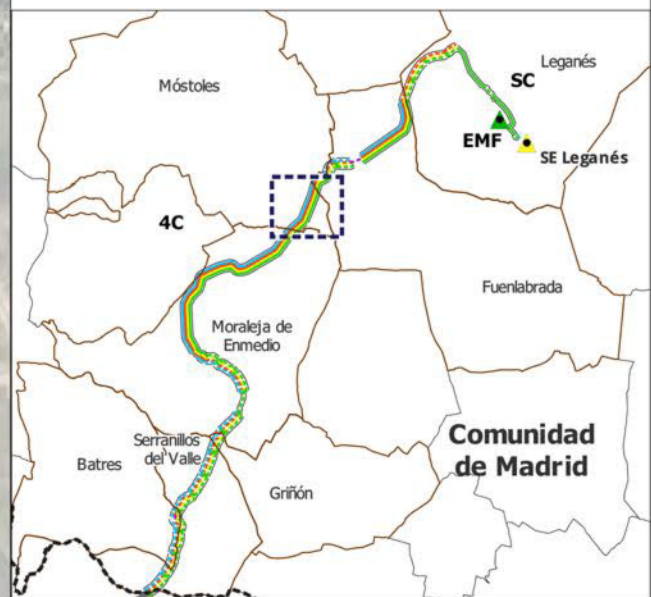 Leganés
SC
Móstoles
EMF
SE Leganés
4C
Fuenlabrada
Moraleja de
Enmedio
Comunidad
de Madrid
Serranillos
del Valle
Batres
Griñón